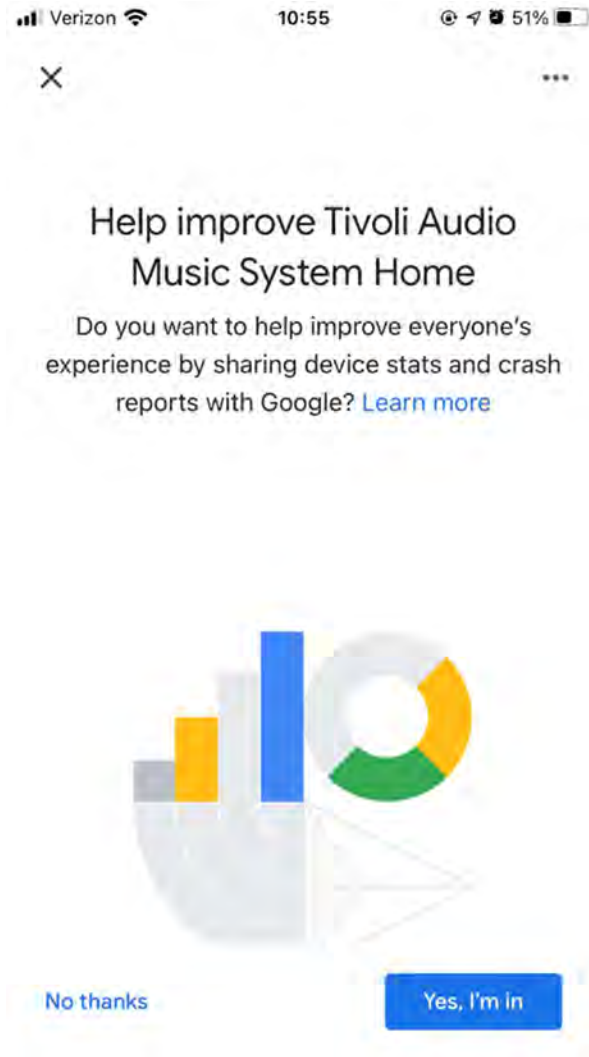 Verizon 10:55 51%
Help improve Tivoli Audio
Music System Home
Do you want to help improve everyone's
experience by sharing device stats and crash
reports with Google? Learn more
No thanks Yes, I'm in